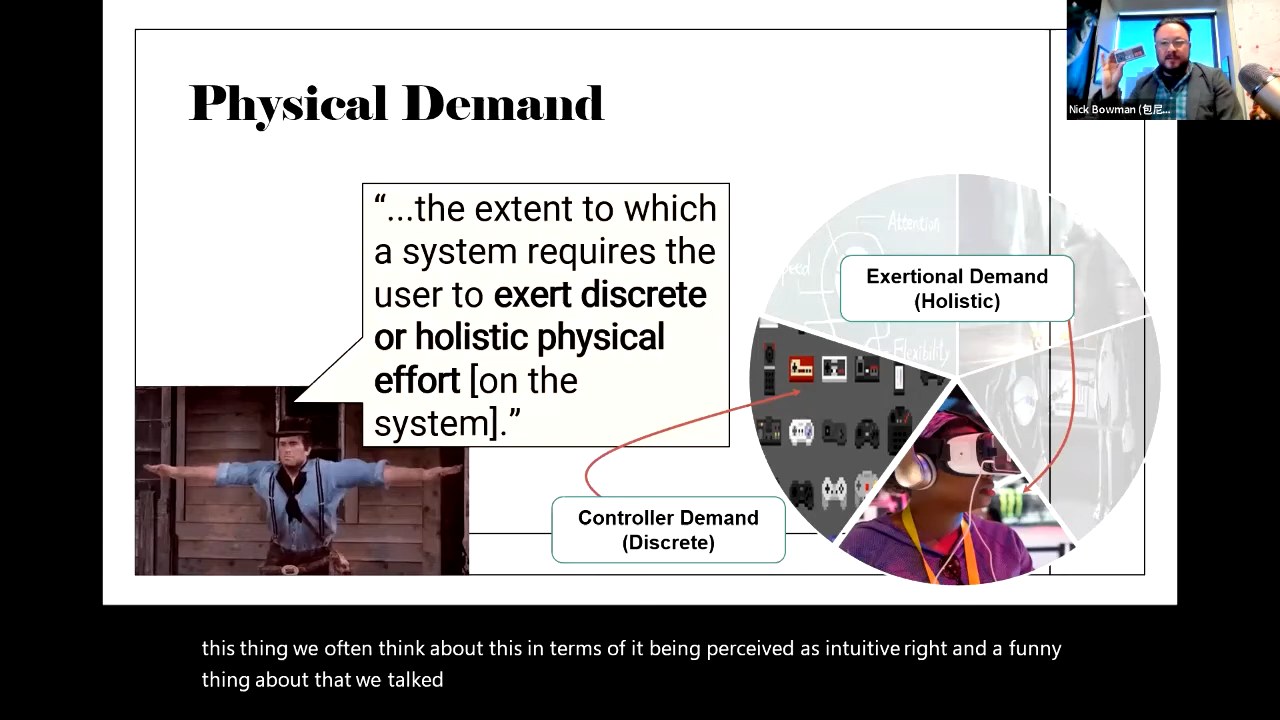 Physical Demand
Nick Bowman (包尼...
“...the extent to which
a system requires the
user to exert discrete
or holistic physical
effort [on the
system].”
Attention
Exertional Demand
(Holistic)
Flexibility
Controller Demand
(Discrete)
this thing we often think about this in terms of it being perceived as intuitive right and a funny
thing about that we talked